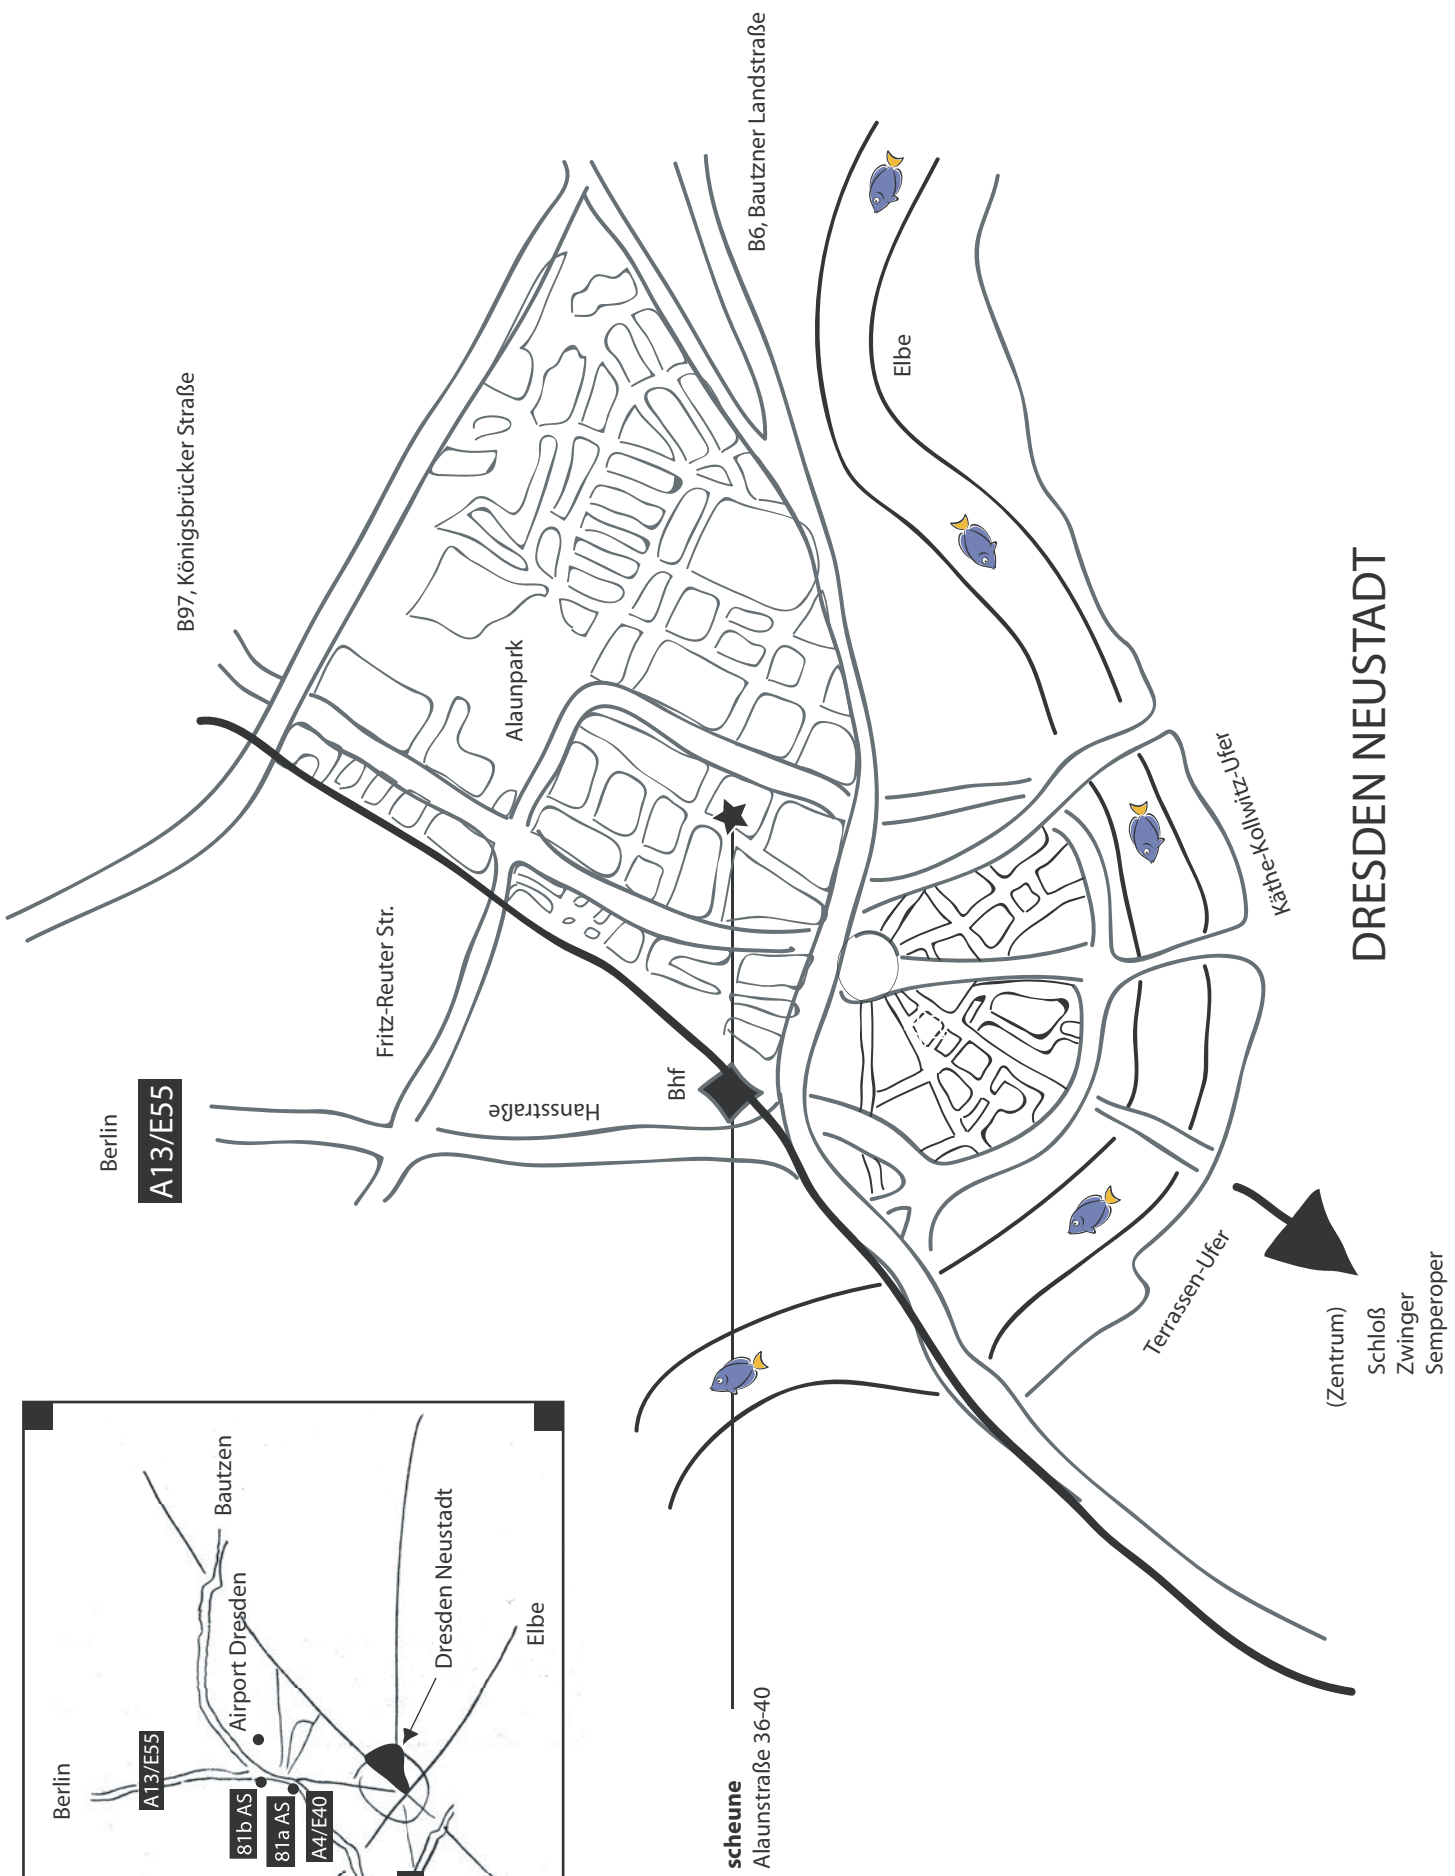 Berlin
A13/E55
81b AS
81a AS
A4/E40
Airport Dresden
Bautzen
Dresden Neustadt
Elbe
scheune
Alaunstraße 36-40
Berlin
A13/E55
Fritz-Reuter Str.
Hansstraße
Bhf
B97, Königsbrücker Straße
Alaunpark
B6, Bautzner Landstraße
Elbe
Käthe-Kollwitz-Ufer
Terrassen-Ufer
(Zentrum)
Schloß
Zwinger
Semperoper
DRESDEN NEUSTADT